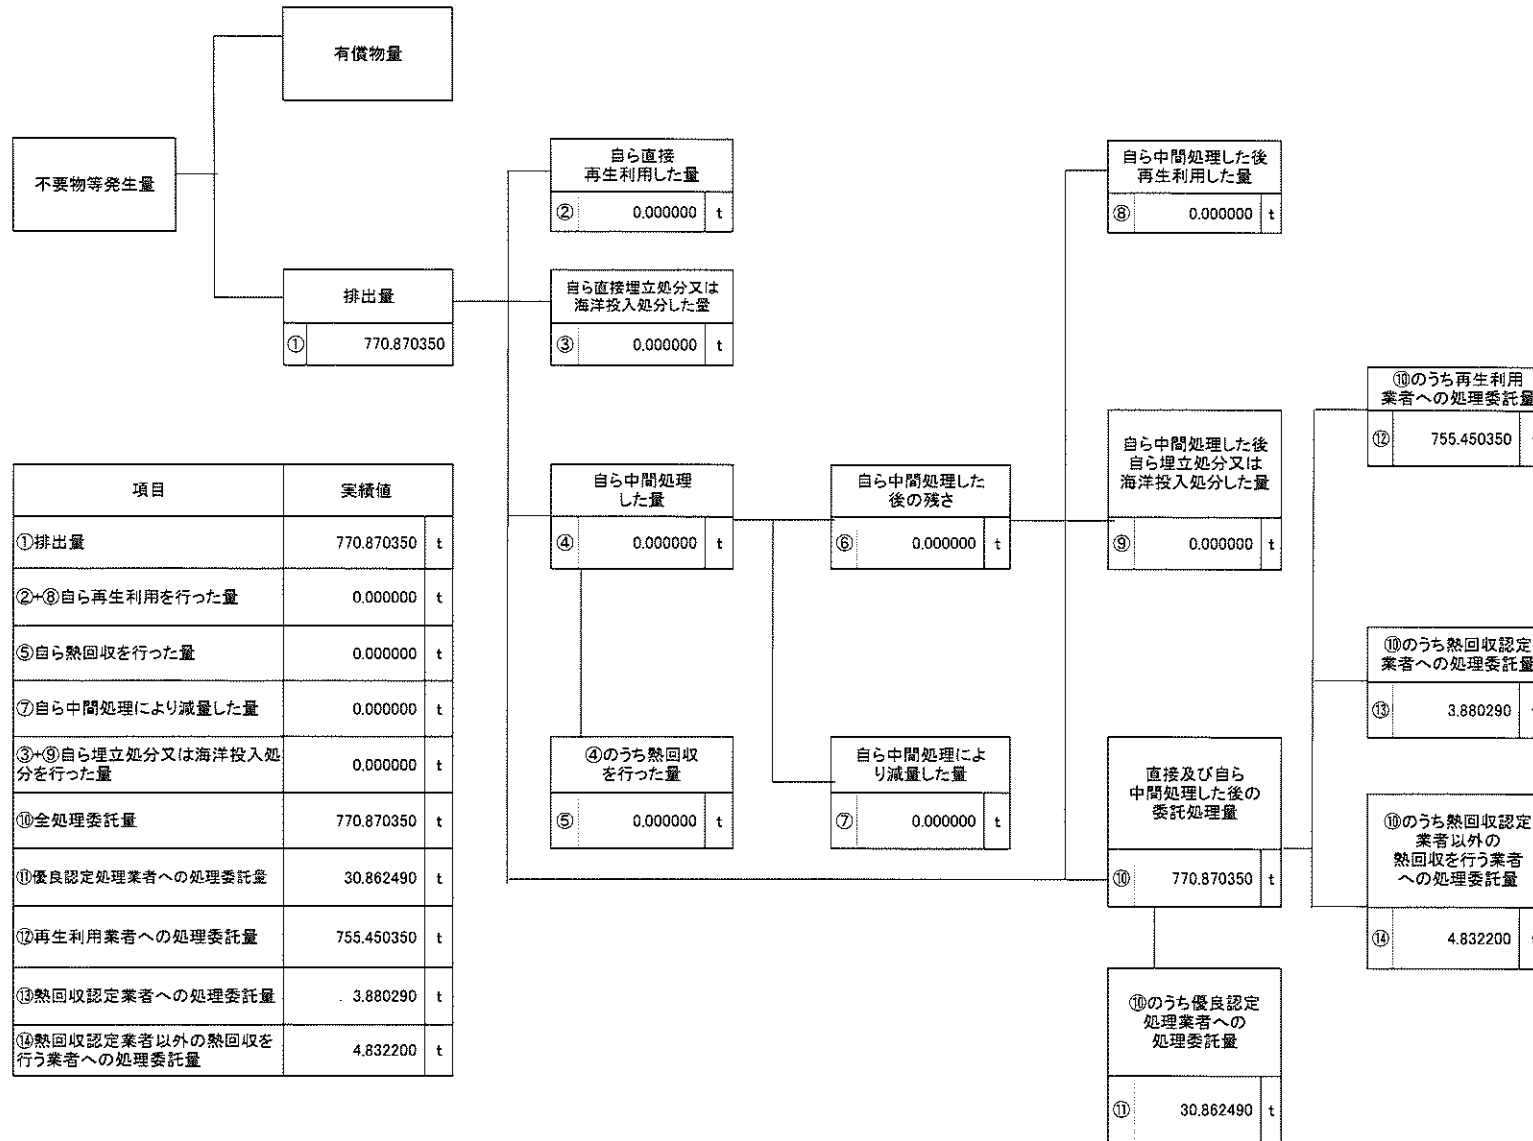 有償物量
不要物等発生量
排出量
① 770.870350
自ら直接
再生利用した量
② 0.000000 t
自ら直接埋立処分又は
海洋投入処分した量
③ 0.000000 t
自ら中間処理
した量
④ 0.000000 t
④のうち熱回収
を行った量
⑤ 0.000000 t
自ら中間処理した
後の残さ
⑥ 0.000000 t
自ら中間処理によ
り減量した量
⑦ 0.000000 t
自ら中間処理した後
再生利用した量
⑧ 0.000000 t
自ら中間処理した後
自ら埋立処分又は
海洋投入処分した量
⑨ 0.000000 t
直接及び自ら
中間処理した後の
委託処理量
⑩ 770.870350 t
⑩のうち優良認定
処理業者への
処理委託量
⑪ 30.862490 t
⑩のうち再生利用
業者への処理委託量
⑫ 755.450350
⑩のうち熱回収認定
業者への処理委託量
⑬ 3.880290
⑩のうち熱回収認定
業者以外の
熱回収を行う業者
への処理委託量
⑭ 4.832200
項目 実績値
①排出量 770.870350 t
②+⑧自ら再生利用を行った量 0.000000 t
⑤自ら熱回収を行った量 0.000000 t
⑦自ら中間処理により減量した量 0.000000 t
③+⑨自ら埋立処分又は海洋投入処
分を行った量 0.000000 t
⑩全処理委託量 770.870350 t
⑪優良認定処理業者への処理委託量 30.862490 t
⑫再生利用業者への処理委託量 755.450350 t
⑬熱回収認定業者への処理委託量 3.880290 t
⑭熱回収認定業者以外の熱回収を
行う業者への処理委託量 4.832200 t